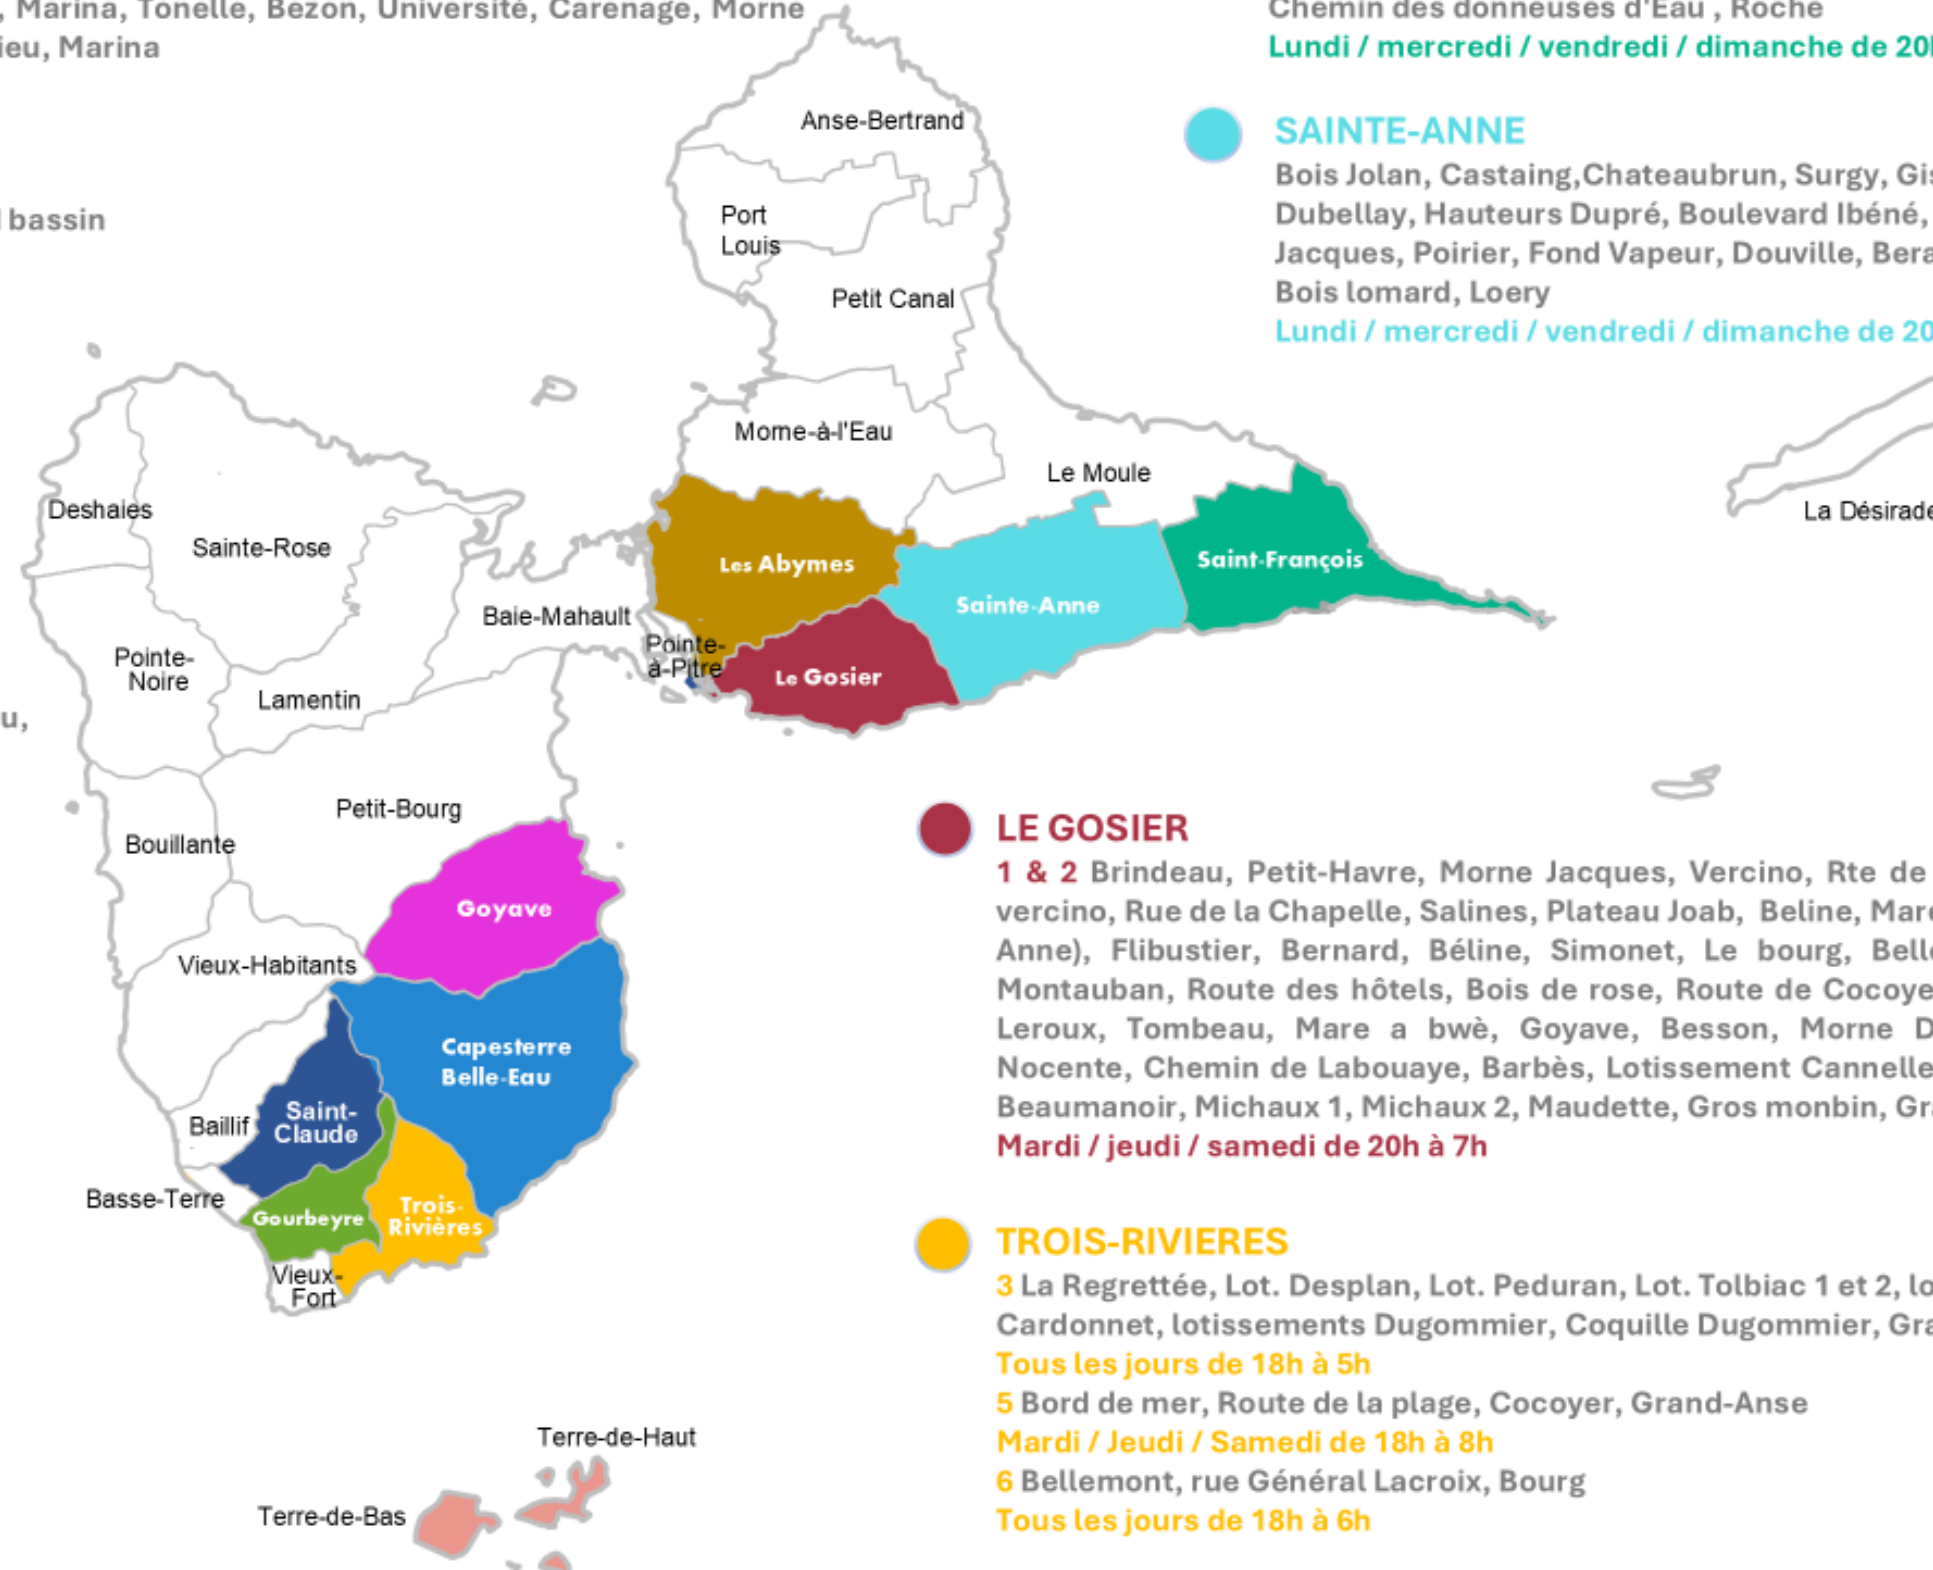 , Marina, Tonelle, Bezon, Université, Carenage, Morne
ieu, Marina
bassin
u,
Chemin des donneuses d'Eau , Roche
Lundi / mercredi / vendredi / dimanche de 20h
SAINTE-ANNE
Bois Jolan, Castaing,Chateaubrun, Surgy, Gis
Dubellay, Hauteurs Dupré, Boulevard Ibéné,
Jacques, Poirier, Fond Vapeur, Douville, Bera
Bois lomard, Loery
Lundi / mercredi / vendredi / dimanche de 20
Anse-Bertrand
Port
Louis
Petit Canal
Morne-à-l'Eau
Le Moule
La Désirade
Deshaies
Sainte-Rose
Les Abymes
Saint-François
Sainte-Anne
Baie-Mahault
Pointe-
à-Pitre
Le Gosier
Pointe-
Noire
Lamentin
Petit-Bourg
Bouillante
Goyave
Vieux-Habitants
Capesterre
Belle-Eau
Saint-
Claude
Baillif
Basse-Terre
Gourbeyre
Trois-
Rivières
Vieux-
Fort
Terre-de-Haut
Terre-de-Bas
LE GOSIER
1 & 2 Brindeau, Petit-Havre, Morne Jacques, Vercino, Rte de
vercino, Rue de la Chapelle, Salines, Plateau Joab, Beline, Mare
Anne), Flibustier, Bernard, Béline, Simonet, Le bourg, Belle
Montauban, Route des hôtels, Bois de rose, Route de Cocoye
Leroux, Tombeau, Mare a bwè, Goyave, Besson, Morne D
Nocente, Chemin de Labouaye, Barbès, Lotissement Cannelle
Beaumanoir, Michaux 1, Michaux 2, Maudette, Gros monbin, Gra
Mardi / jeudi / samedi de 20h à 7h
TROIS-RIVIERES
3 La Regrettée, Lot. Desplan, Lot. Peduran, Lot. Tolbiac 1 et 2, lo
Cardonnet, lotissements Dugommier, Coquille Dugommier, Gra
Tous les jours de 18h à 5h
5 Bord de mer, Route de la plage, Cocoyer, Grand-Anse
Mardi / Jeudi / Samedi de 18h à 8h
6 Bellemont, rue Général Lacroix, Bourg
Tous les jours de 18h à 6h